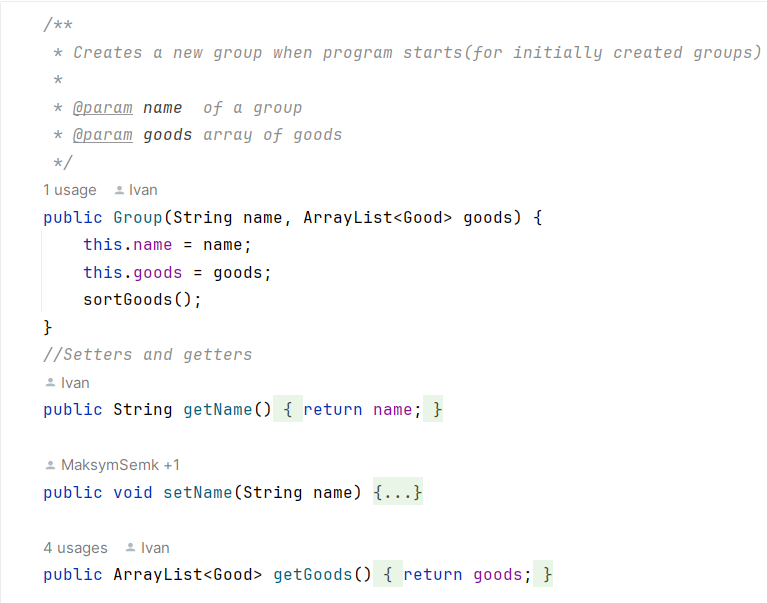 /**
 * Creates a new group when program starts(for initially created groups)
 *
 * @param name  of a group
 * @param goods array of goods
 */
1 usage Ivan
public Group(String name, ArrayList<Good> goods) {
    this.name = name;
    this.goods = goods;
    sortGoods();
}
//Setters and getters
Ivan
public String getName() { return name; }
MaksymSemk +1
public void setName(String name) {...}
4 usages Ivan
public ArrayList<Good> getGoods() { return goods; }